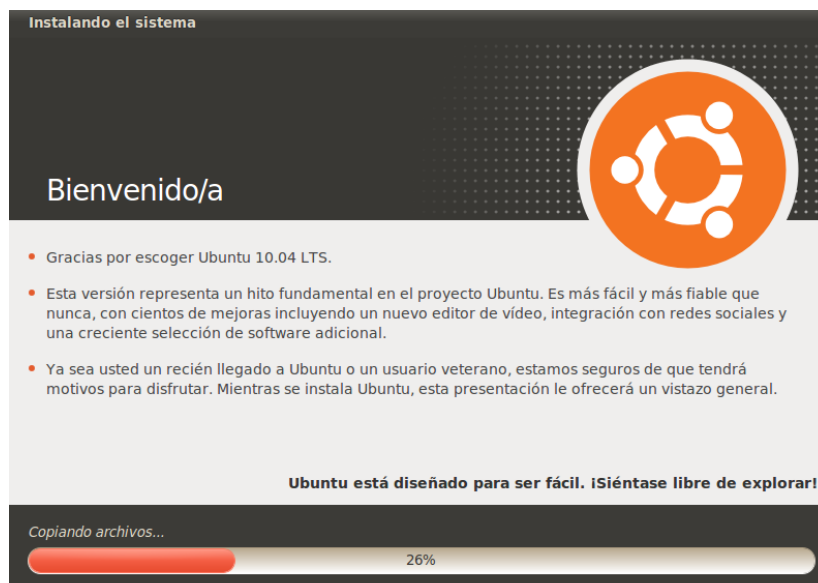 Instalando el sistema
Bienvenido/a
Gracias por escoger Ubuntu 10.04 LTS.
Esta versión representa un hito fundamental en el proyecto Ubuntu. Es más fácil y más fiable que
nunca, con cientos de mejoras incluyendo un nuevo editor de vídeo, integración con redes sociales y
una creciente selección de software adicional.
Ya sea usted un recién llegado a Ubuntu o un usuario veterano, estamos seguros de que tendrá
motivos para disfrutar. Mientras se instala Ubuntu, esta presentación le ofrecerá un vistazo general.
Ubuntu está diseñado para ser fácil. ¡Siéntase libre de explorar!
Copiando archivos...
26%